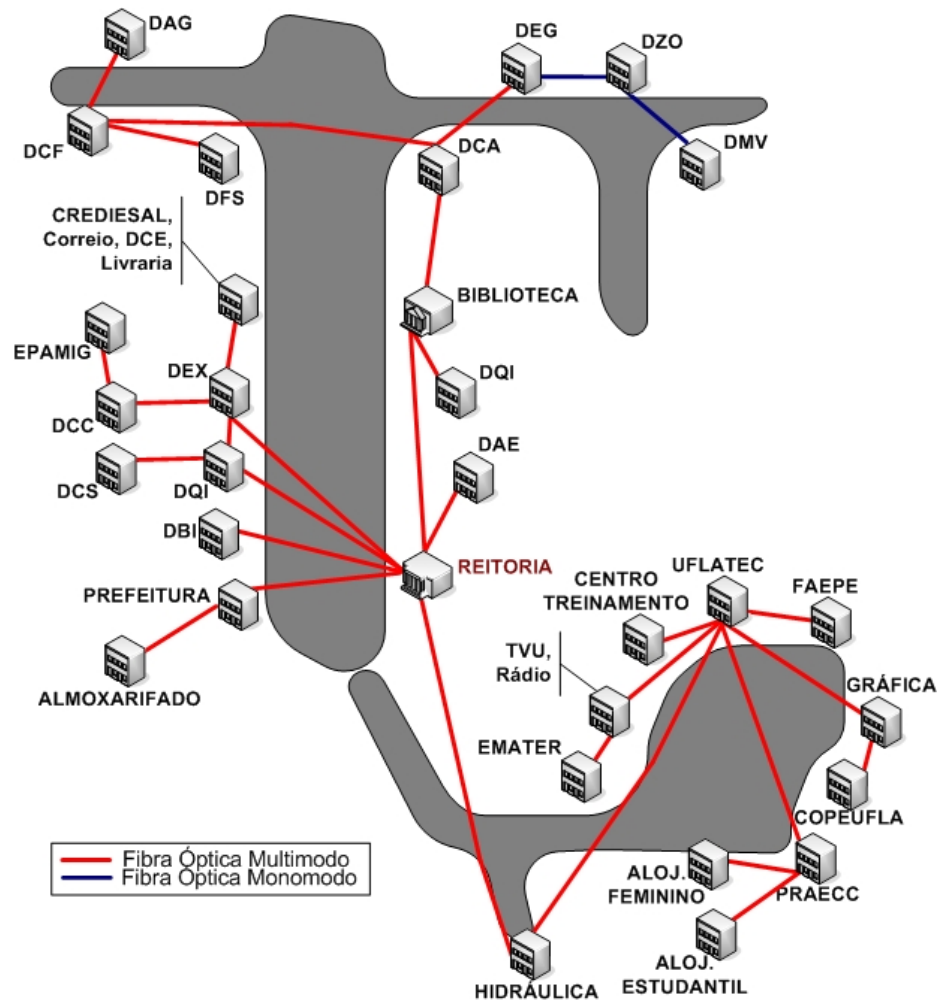 DAG
DEG
DZO
DCF
DCA
DMV
DFS
CREDIESAL,
Correio, DCE,
Livraria
BIBLIOTECA
EPAMIG
DEX
DQI
DCC
DAE
DCS
DQI
DBI
REITORIA
UFLATEC
CENTRO
TREINAMENTO
FAEPE
PREFEITURA
TVU,
Rádio
ALMOXARIFADO
GRÁFICA
EMATER
COPEUFLA
Fibra Óptica Multimodo
Fibra Óptica Monomodo
ALOJ.
FEMININO
PRAECC
ALOJ.
ESTUDANTIL
HIDRÁULICA